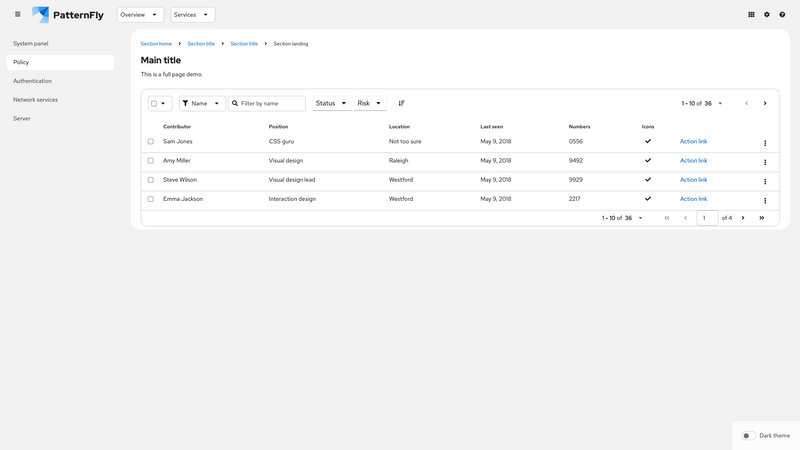 PatternFly Overview Services
System panel
Policy
Authentication
Network services
Server
Section home Section title Section title Section landing
Main title
This is a full page demo.
Name Filter by name Status Risk 1 - 10 of 36
Contributor Position Location Last seen Numbers Icons
Sam Jones CSS guru Not too sure May 9, 2018 0556 Action link
Amy Miller Visual design Raleigh May 9, 2018 9492 Action link
Steve Wilson Visual design lead Westford May 9, 2018 9929 Action link
Emma Jackson Interaction design Westford May 9, 2018 2217 Action link
1 - 10 of 36 1 of 4
Dark theme